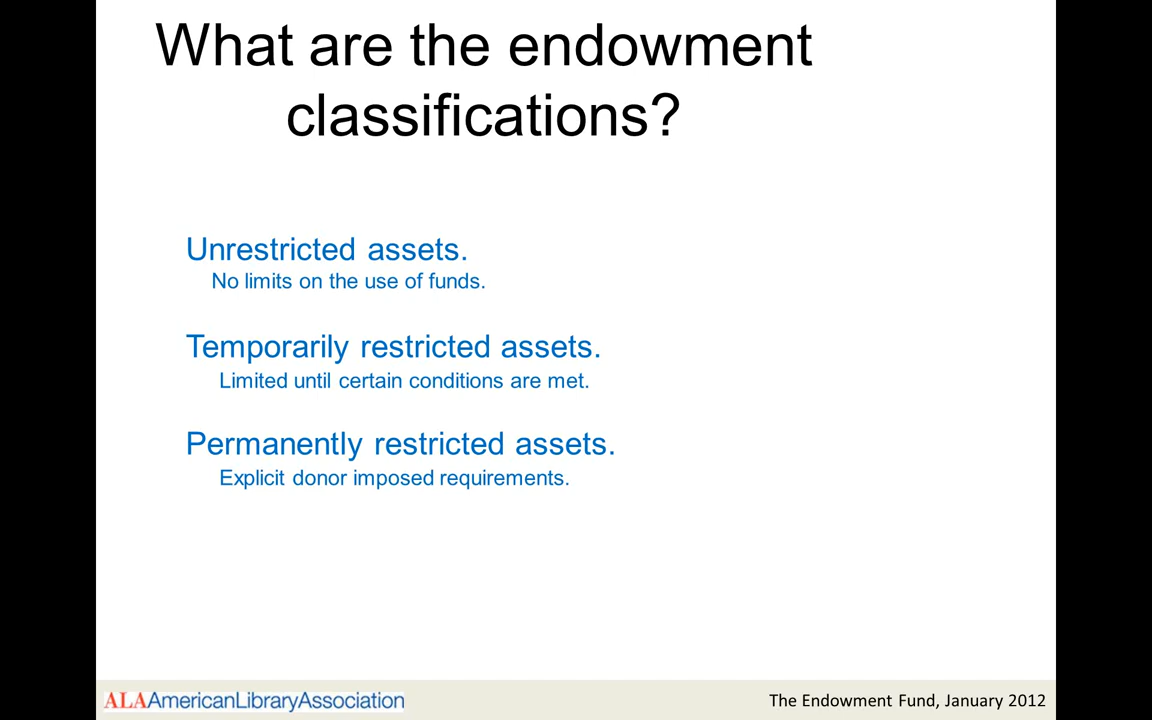 What are the endowment
classifications?
Unrestricted assets.
No limits on the use of funds.
Temporarily restricted assets.
Limited until certain conditions are met.
Permanently restricted assets.
Explicit donor imposed requirements.
ALAAmericanLibraryAssociation
The Endowment Fund, January 2012